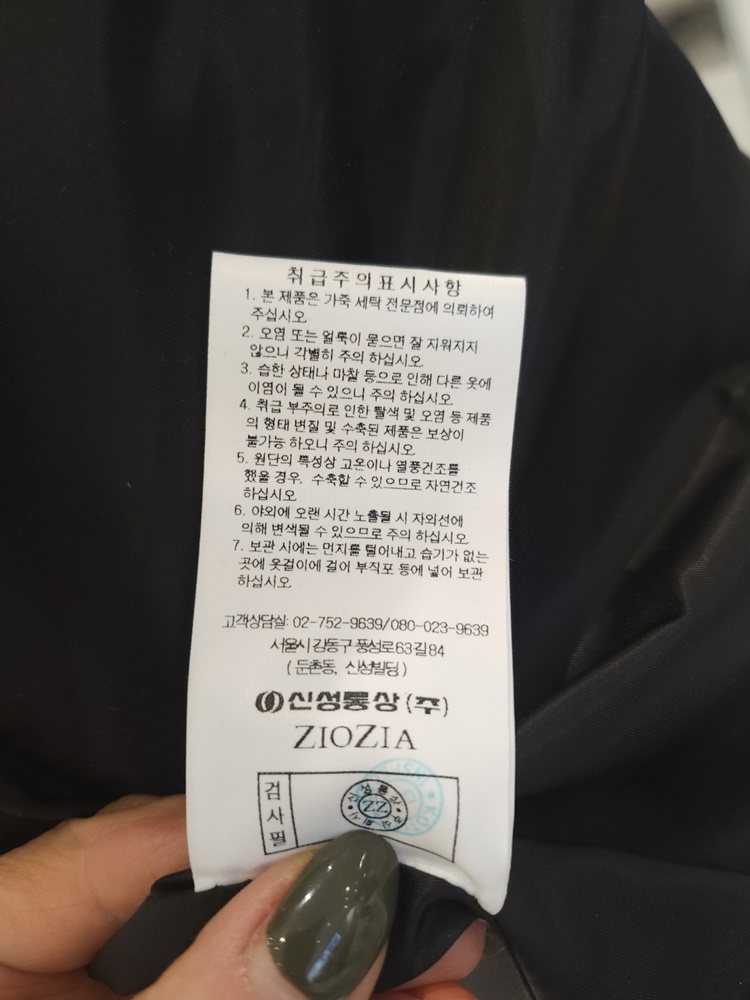 취급주의표시사항
1. 본 제품은 가죽 세탁 전문점에 의뢰하여
주십시오.
2. 오염 또는 얼룩이 묻으면 잘 지워지지
않으니 각별히 주의 하십시오.
3. 습한 상태나 마찰 등으로 인해 다른 옷에
이염이 될 수 있으니 주의 하십시오.
4. 취급 부주의로 인한 탈색 및 오염 등 제품
의 형태 변질 및 수축된 제품은 보상이
불가능 하오니 주의 하십시오.
5. 원단의 특성상 고온이나 열풍건조를
했을 경우, 수축할 수 있으므로 자연건조
하십시오.
6. 야외에 오랜 시간 노출될 시 자외선에
의해 변색될 수 있으므로 주의 하십시오.
7. 보관 시에는 먼지를 털어내고 습기가 없는
곳에 옷걸이에 걸어 부직포 등에 넣어 보관
하십시오.
고객상담실: 02-752-9639/080-023-9639
서울시 강동구 풍성로63길 84
(둔촌동, 신성빌딩)
신성통상(주)
ZIOZIA
검사필
신성통상
ZZ
주식회사